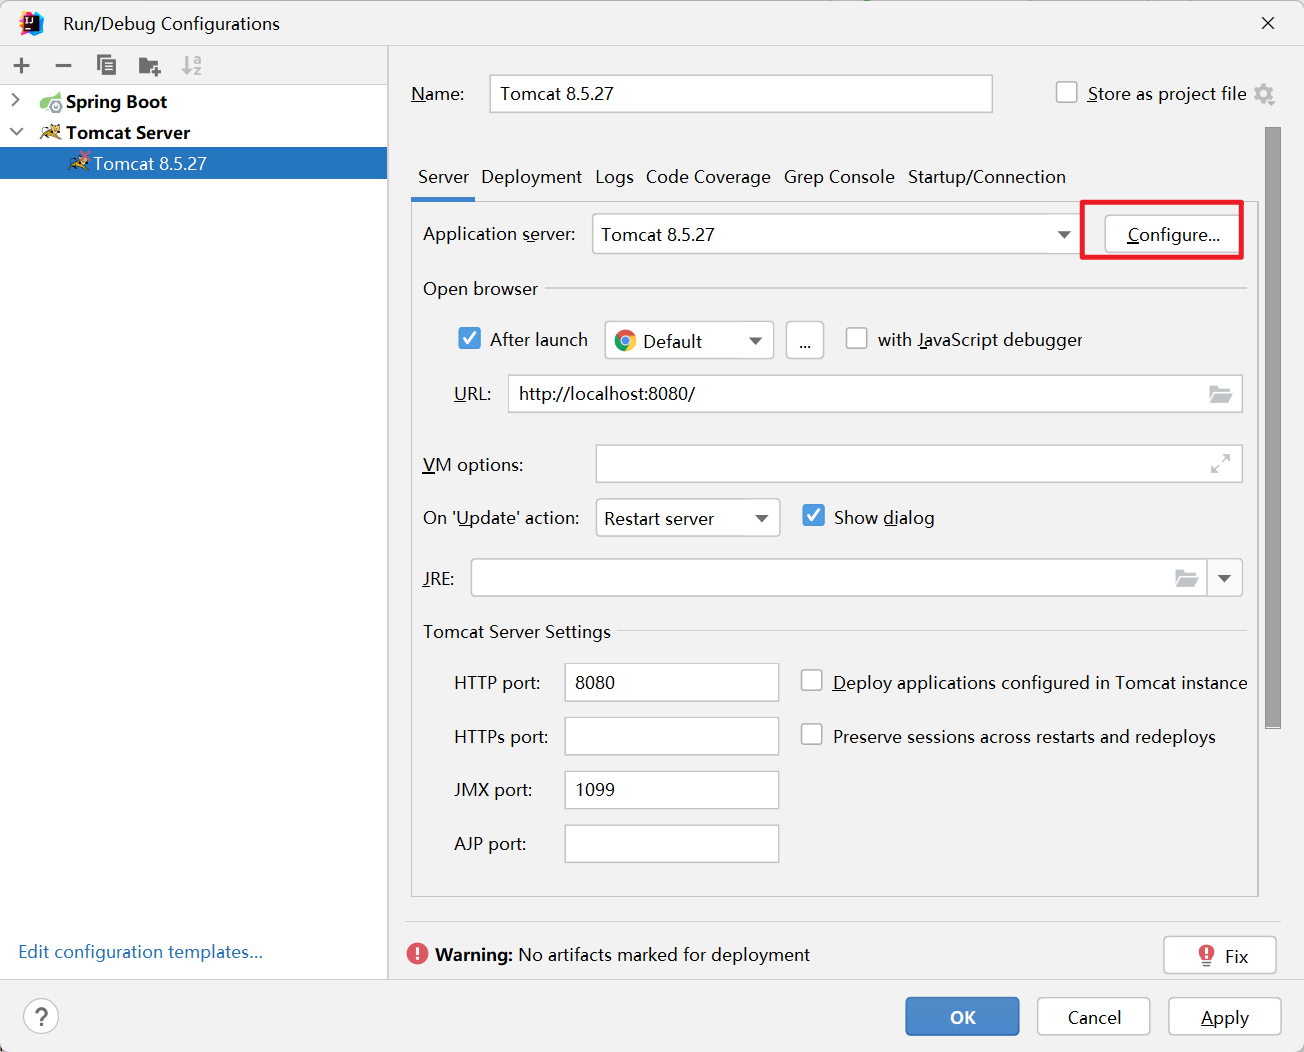 Run/Debug Configurations
Spring Boot
Tomcat Server
Tomcat 8.5.27
Edit configuration templates...
Name: Tomcat 8.5.27 Store as project file
Server Deployment Logs Code Coverage Grep Console Startup/Connection
Application server: Tomcat 8.5.27 Configure...
Open browser
After launch Default ... with JavaScript debugger
URL: http://localhost:8080/
VM options:
On 'Update' action: Restart server Show dialog
JRE:
Tomcat Server Settings
HTTP port: 8080 Deploy applications configured in Tomcat instance
HTTPs port: Preserve sessions across restarts and redeploys
JMX port: 1099
AJP port:
Warning: No artifacts marked for deployment Fix
? OK Cancel Apply